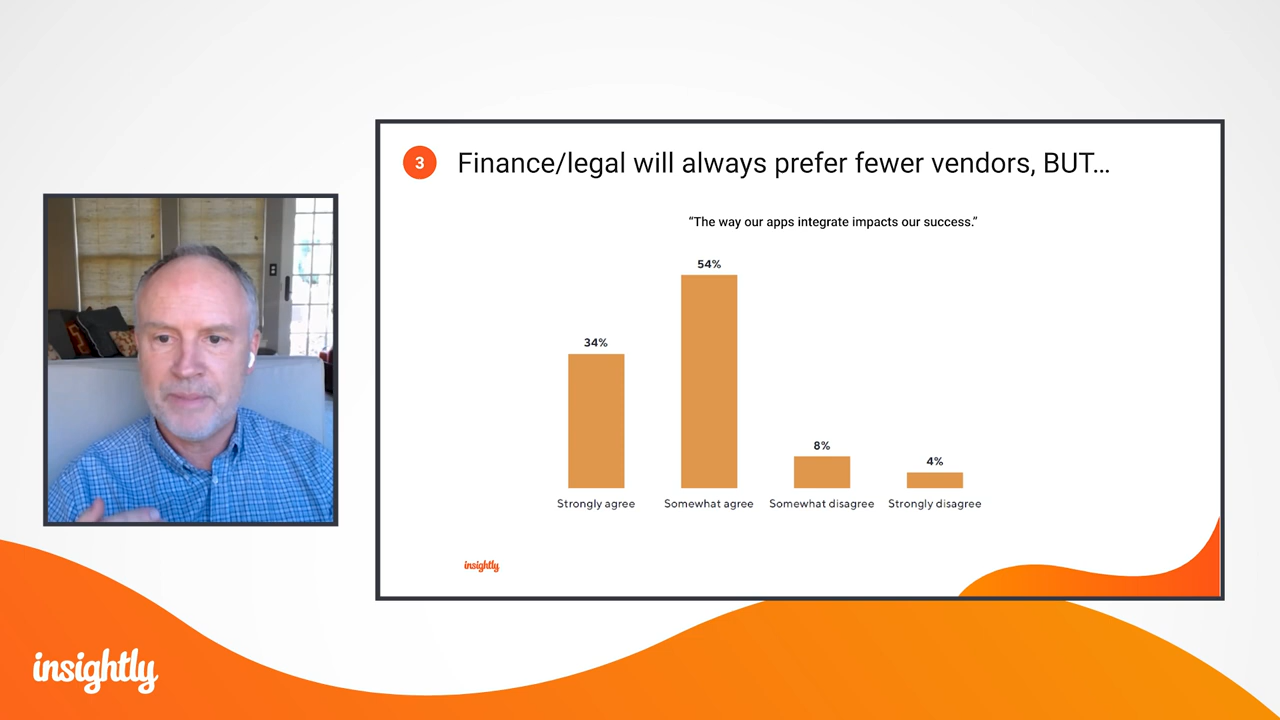 3
Finance/legal will always prefer fewer vendors, BUT...
“The way our apps integrate impacts our success.”
34%
54%
8%
4%
Strongly agree
Somewhat agree
Somewhat disagree
Strongly disagree
insightly
insightly